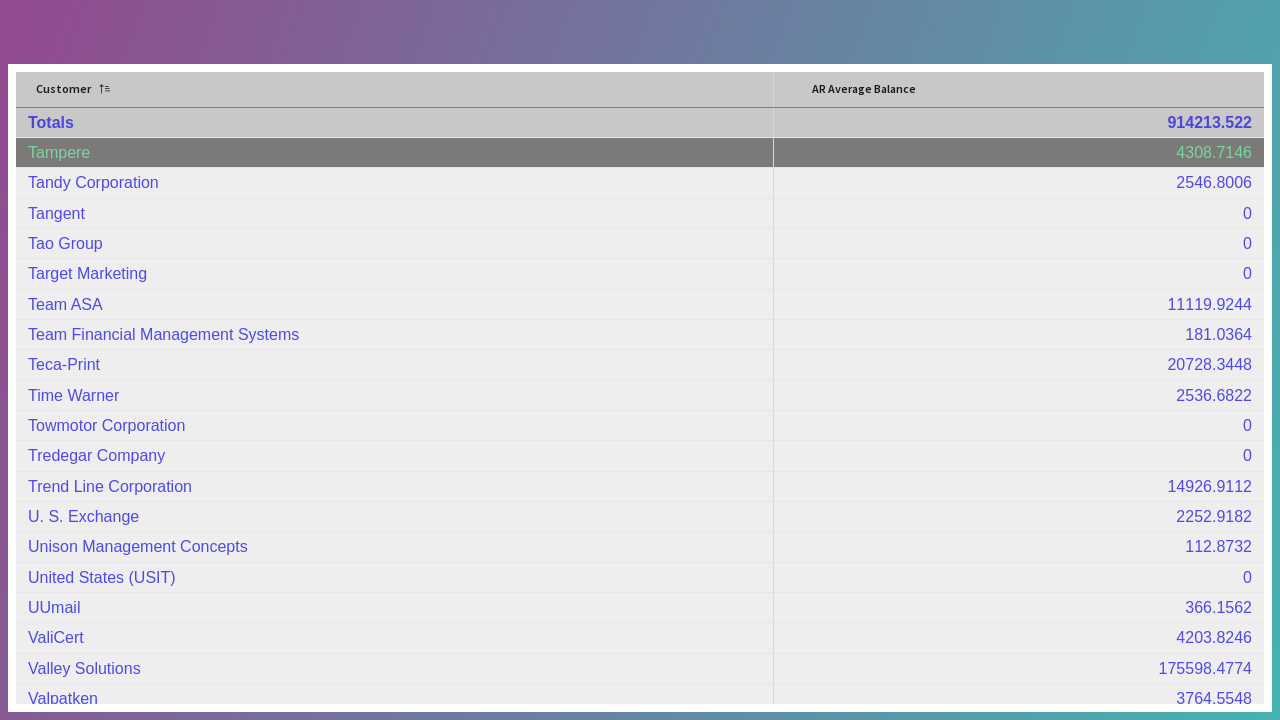 Customer AR Average Balance
Totals 914213.522
Tampere 4308.7146
Tandy Corporation 2546.8006
Tangent 0
Tao Group 0
Target Marketing 0
Team ASA 11119.9244
Team Financial Management Systems 181.0364
Teca-Print 20728.3448
Time Warner 2536.6822
Towmotor Corporation 0
Tredegar Company 0
Trend Line Corporation 14926.9112
U. S. Exchange 2252.9182
Unison Management Concepts 112.8732
United States (USIT) 0
UUmail 366.1562
ValiCert 4203.8246
Valley Solutions 175598.4774
Valpatken 3764.5548